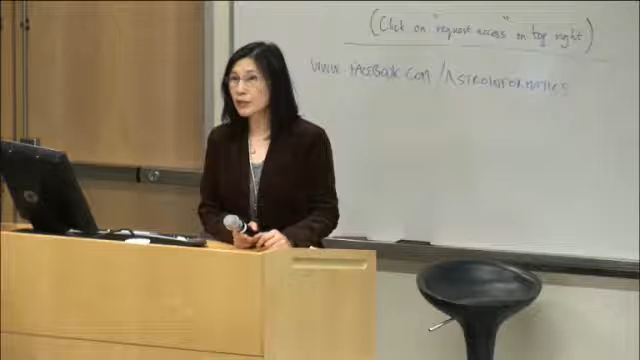 (Click on "request access" on top right)
www.facebook.com/AstroInformatics